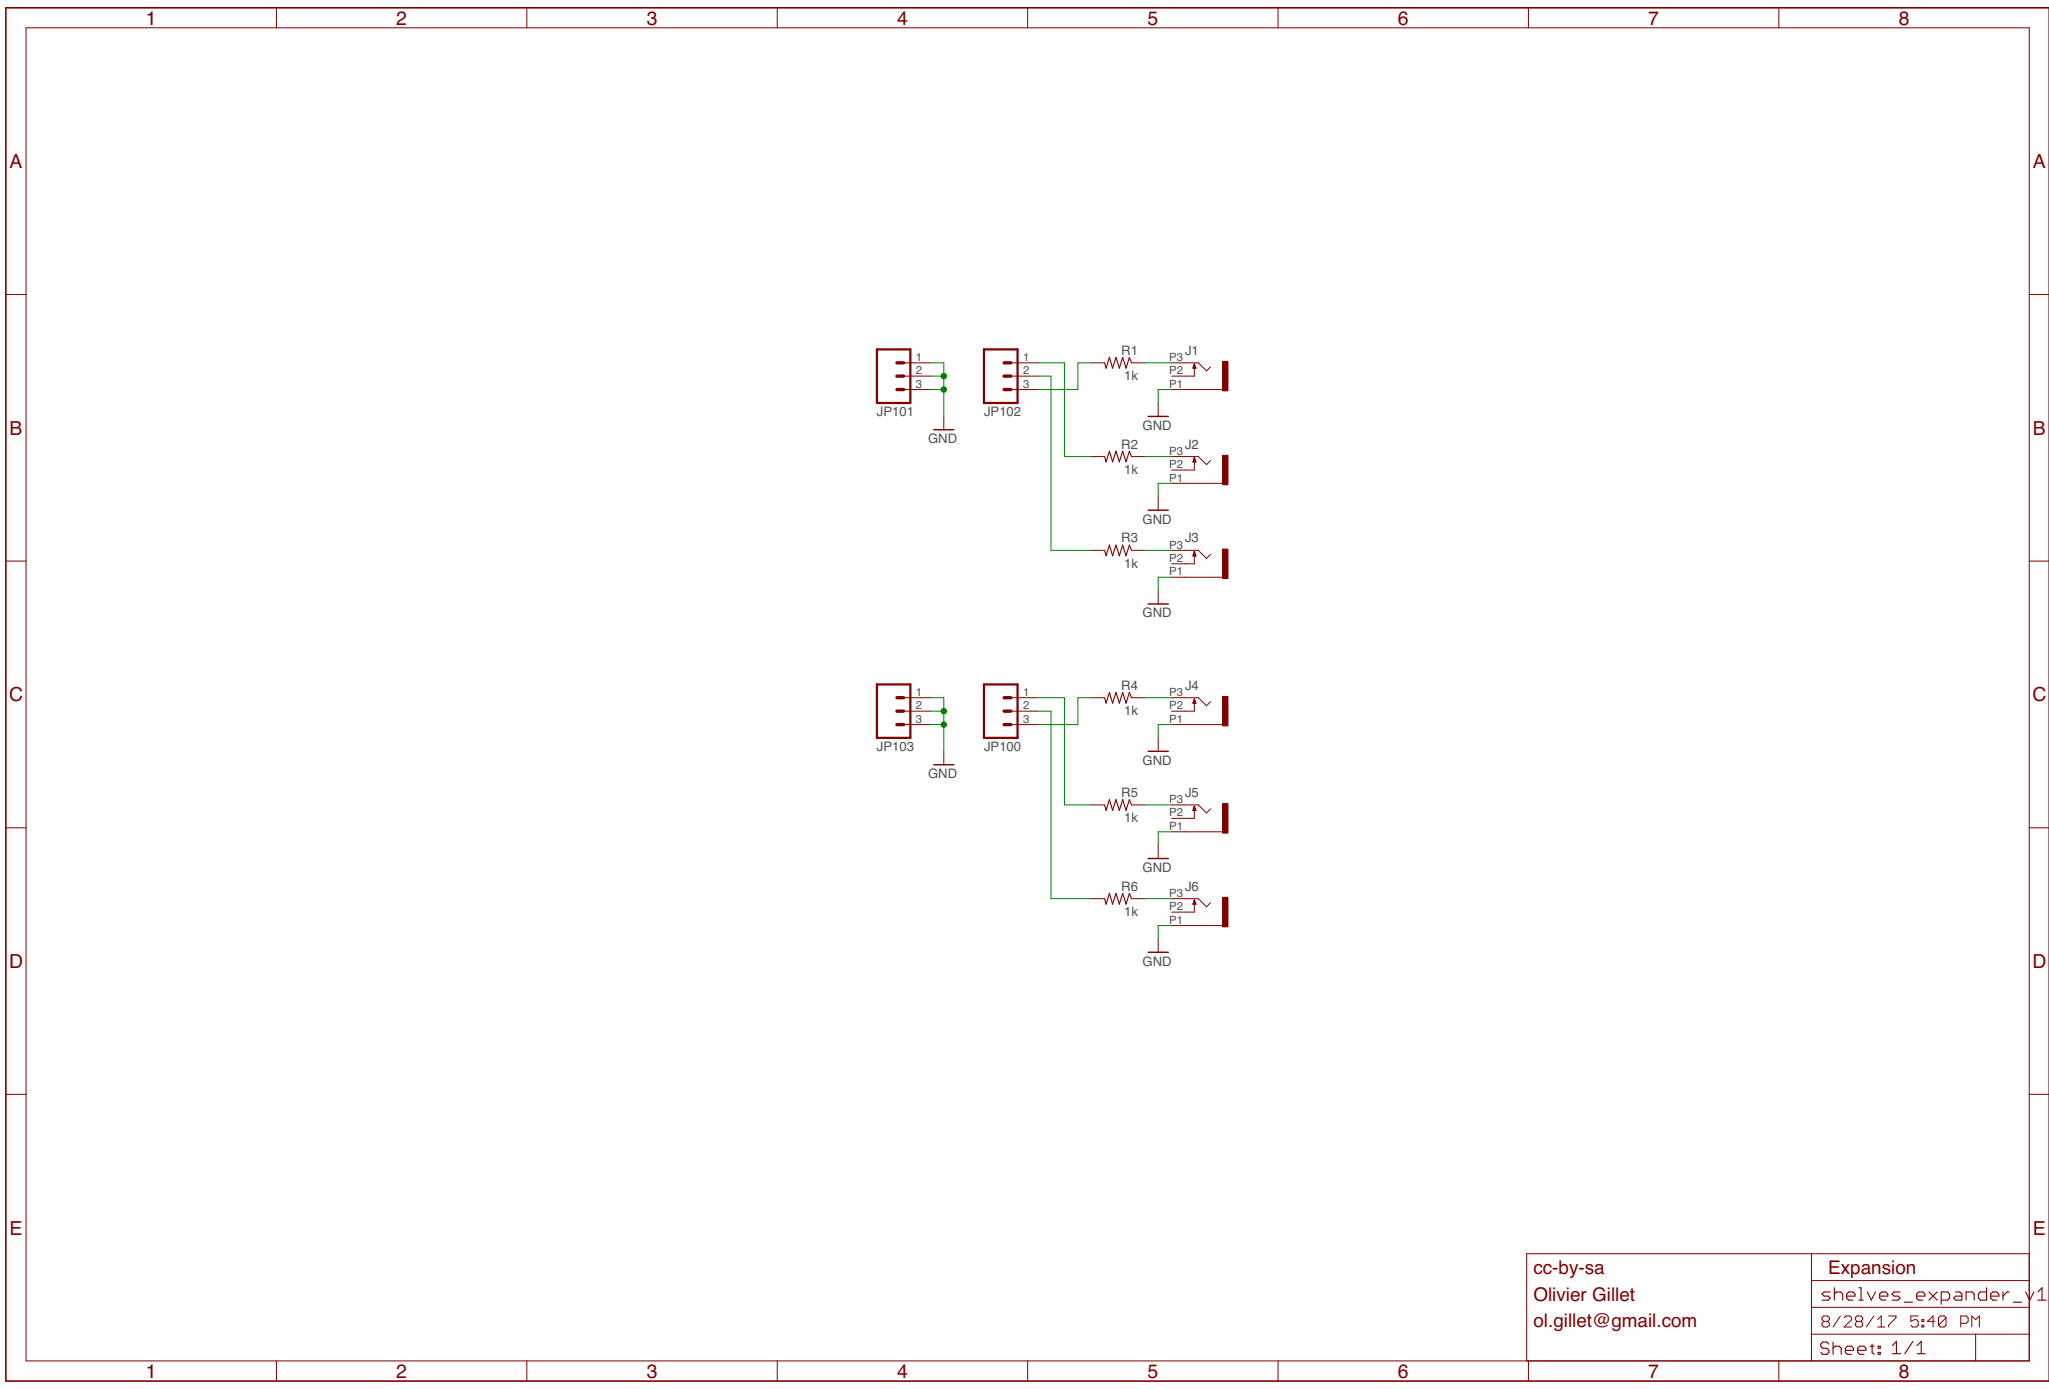 1 2 3 4 5 6 7 8
A A
R1 J1
1 1 P3
2 2 1k P2
3 3 P1
JP101 JP102
GND
B GND B
R2 J2
P3
1k P2
P1
GND
R3 J3
P3
1k P2
P1
GND
R4 J4
1 1 P3
C C
2 2 1k P2
3 3 P1
JP103 JP100
GND
GND
R5 J5
P3
1k P2
P1
GND
R6 J6
P3
1k P2
P1
D GND D
E E
cc-by-sa Expansion
Olivier Gillet shelves_expander_v1
ol.gillet@gmail.com 8/28/17 5:40 PM
Sheet: 1/1
1 2 3 4 5 6 7 8